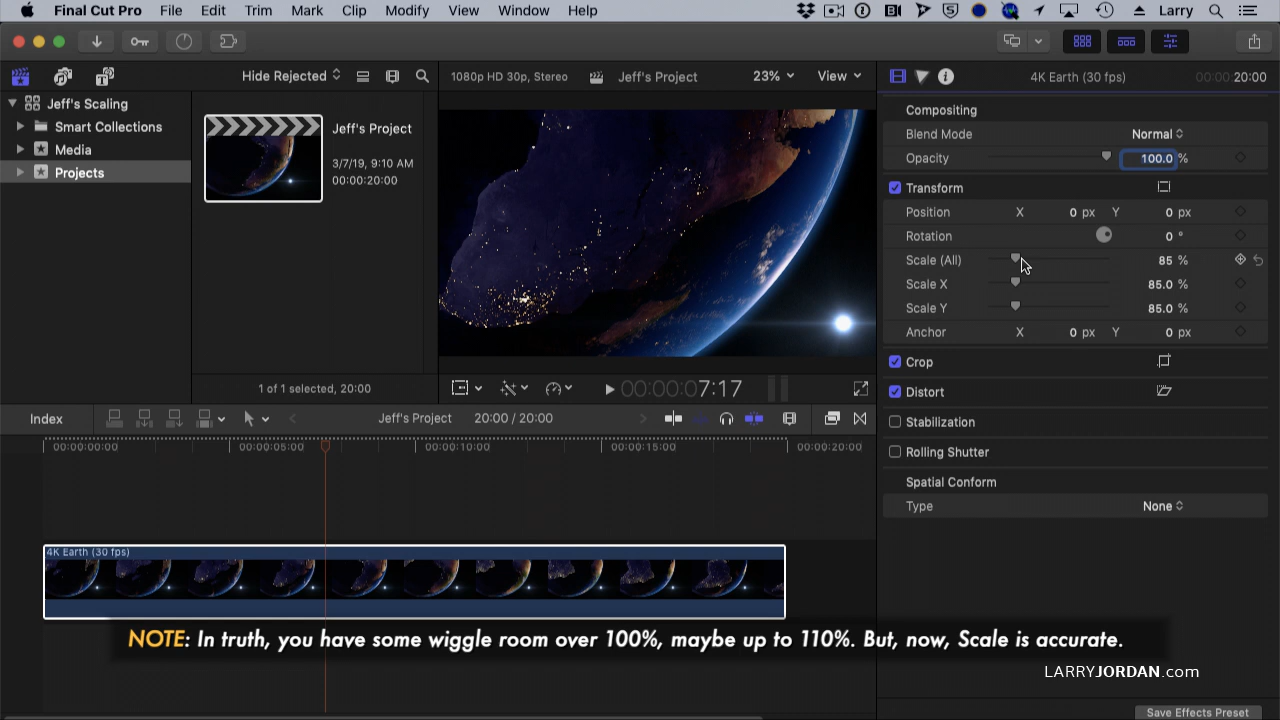 Final Cut Pro File Edit Trim Mark Clip Modify View Window Help Larry
Hide Rejected
1080p HD 30p, Stereo Jeff's Project 23% View
4K Earth (30 fps) 00:00:20:00
Jeff's Scaling
Smart Collections
Media
Projects
Jeff's Project
3/7/19, 9:10 AM
00:00:20:00
1 of 1 selected, 20:00
00:00:07:17
Compositing
Blend Mode Normal
Opacity 100.0 %
Transform
Position X 0 px Y 0 px
Rotation 0 °
Scale (All) 85 %
Scale X 85.0 %
Scale Y 85.0 %
Anchor X 0 px Y 0 px
Crop
Distort
Stabilization
Rolling Shutter
Spatial Conform
Type None
Index Jeff's Project 20:00 / 20:00
00:00:00:00 00:00:05:00 00:00:10:00 00:00:15:00 00:00:20:00
4K Earth (30 fps)
NOTE: In truth, you have some wiggle room over 100%, maybe up to 110%. But, now, Scale is accurate.
LARRYJORDAN.com
Save Effects Preset